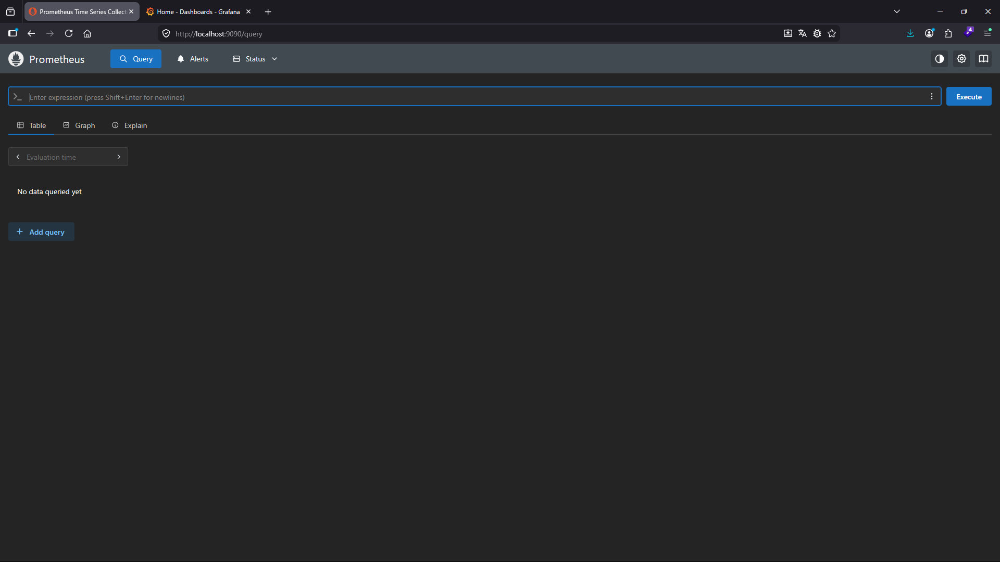 Prometheus Time Series Collect
Home - Dashboards - Grafana
http://localhost:9090/query
4
Prometheus
Query
Alerts
Status
Enter expression (press Shift+Enter for newlines)
Execute
Table
Graph
Explain
Evaluation time
No data queried yet
Add query